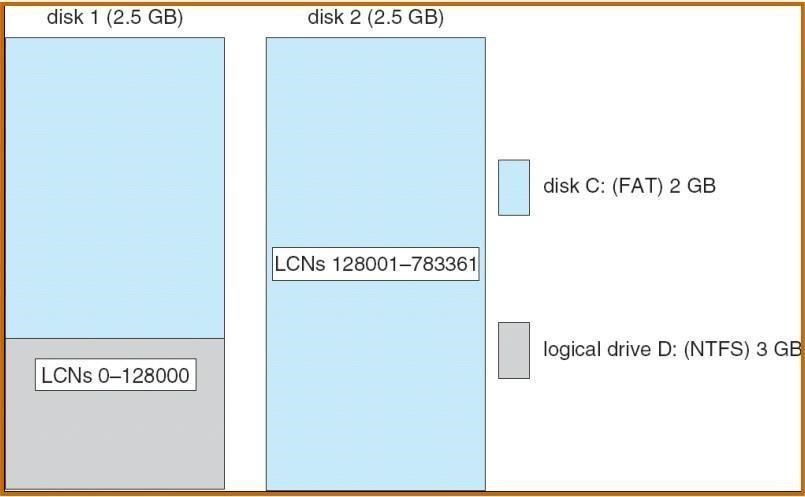 disk 1 (2.5 GB)
disk 2 (2.5 GB)
disk C: (FAT) 2 GB
LCNs 128001–783361
logical drive D: (NTFS) 3 GB
LCNs 0–128000